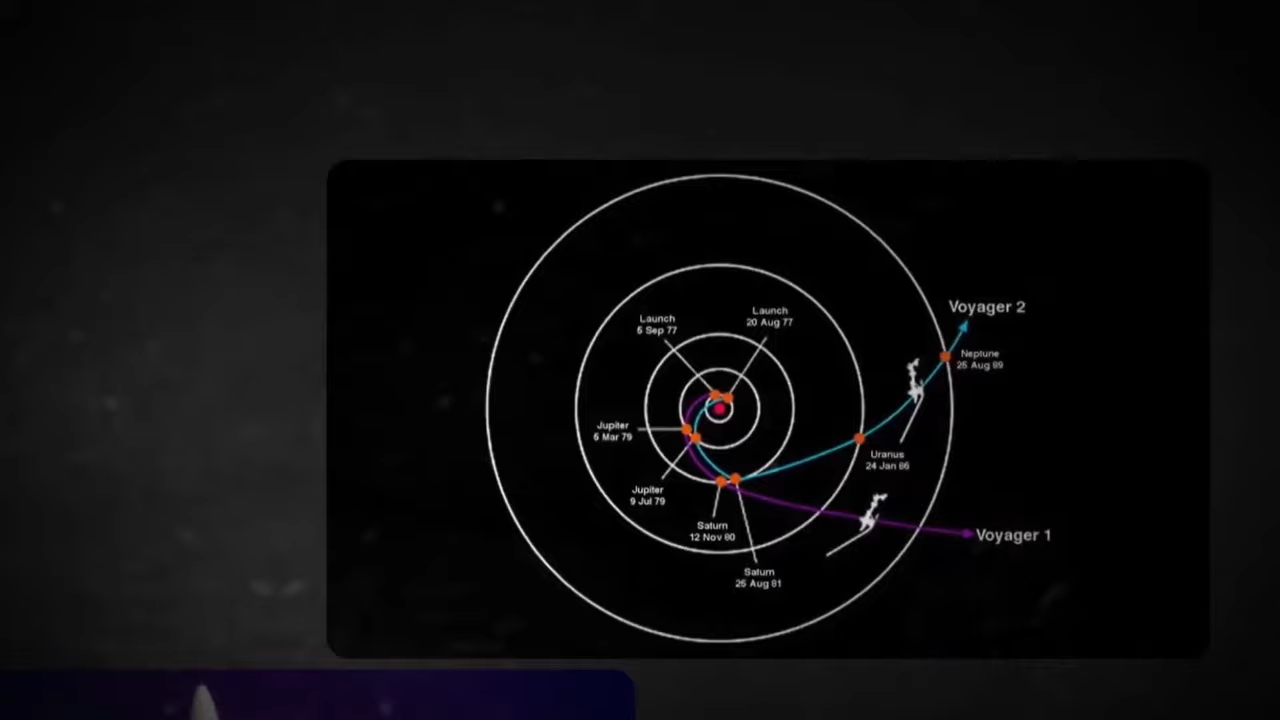 Launch
5 Sep 77
Launch
20 Aug 77
Voyager 2
Neptune
25 Aug 89
Jupiter
5 Mar 79
Uranus
24 Jan 86
Jupiter
9 Jul 79
Saturn
12 Nov 80
Voyager 1
Saturn
25 Aug 81